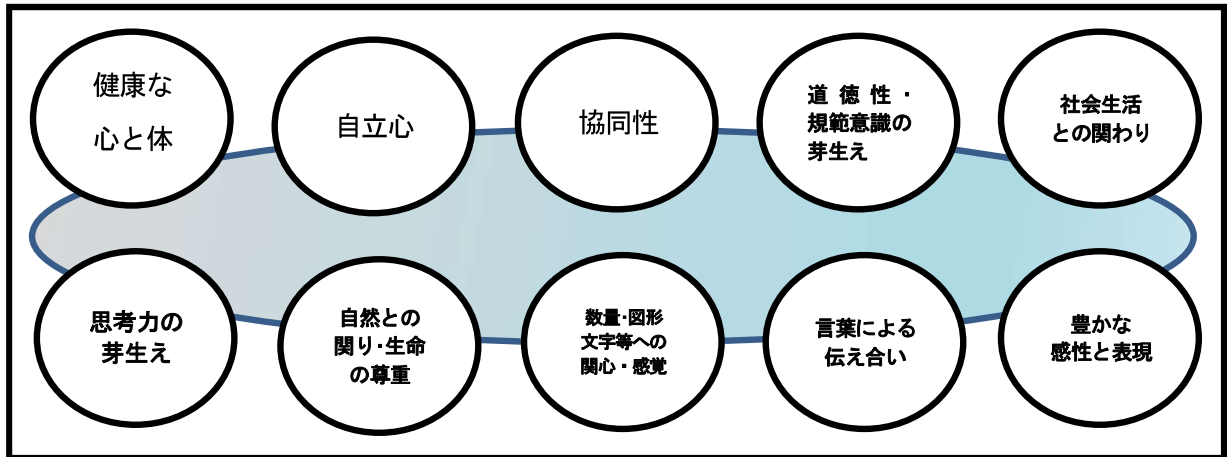 健康な
心と体
自立心
協同性
道徳性・
規範意識の
芽生え
社会生活
との関わり
思考力の
芽生え
自然との
関り・生命
の尊重
数量・図形
文字等への
関心・感覚
言葉による
伝え合い
豊かな
感性と表現